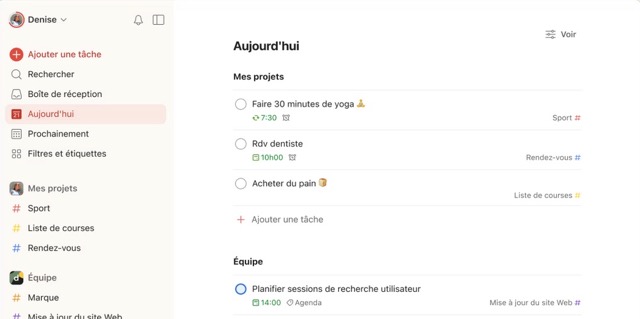 Denise
Ajouter une tâche
Rechercher
Boîte de réception
Aujourd'hui
Prochainement
Filtres et étiquettes
Mes projets
# Sport
# Liste de courses
# Rendez-vous
Équipe
# Marque
# Mise à jour du site Web
Voir
Aujourd'hui
Mes projets
Faire 30 minutes de yoga 🧘
7:30
Sport #
Rdv dentiste
10h00
Rendez-vous #
Acheter du pain 🍞
Liste de courses #
+ Ajouter une tâche
Équipe
Planifier sessions de recherche utilisateur
14:00 Agenda
Mise à jour du site Web #